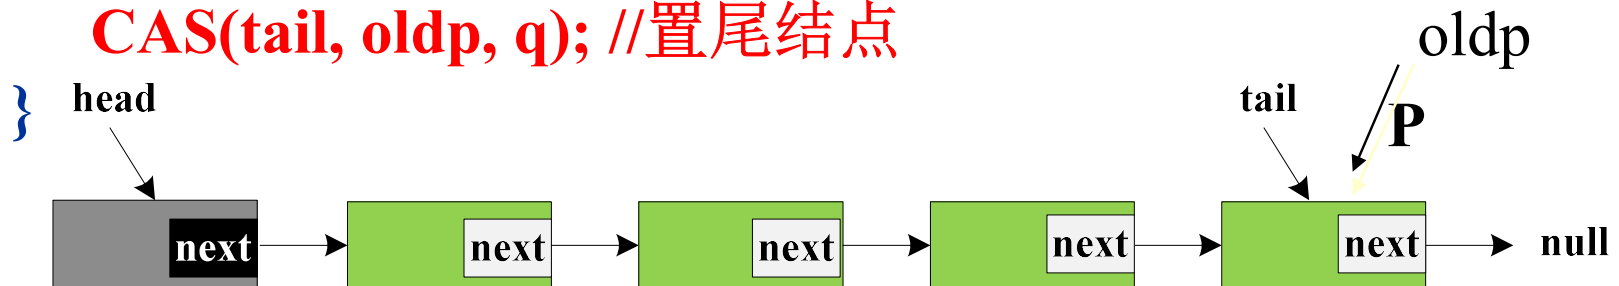 CAS(tail, oldp, q); //置尾结点
oldp
} head tail
P
next next next next next null